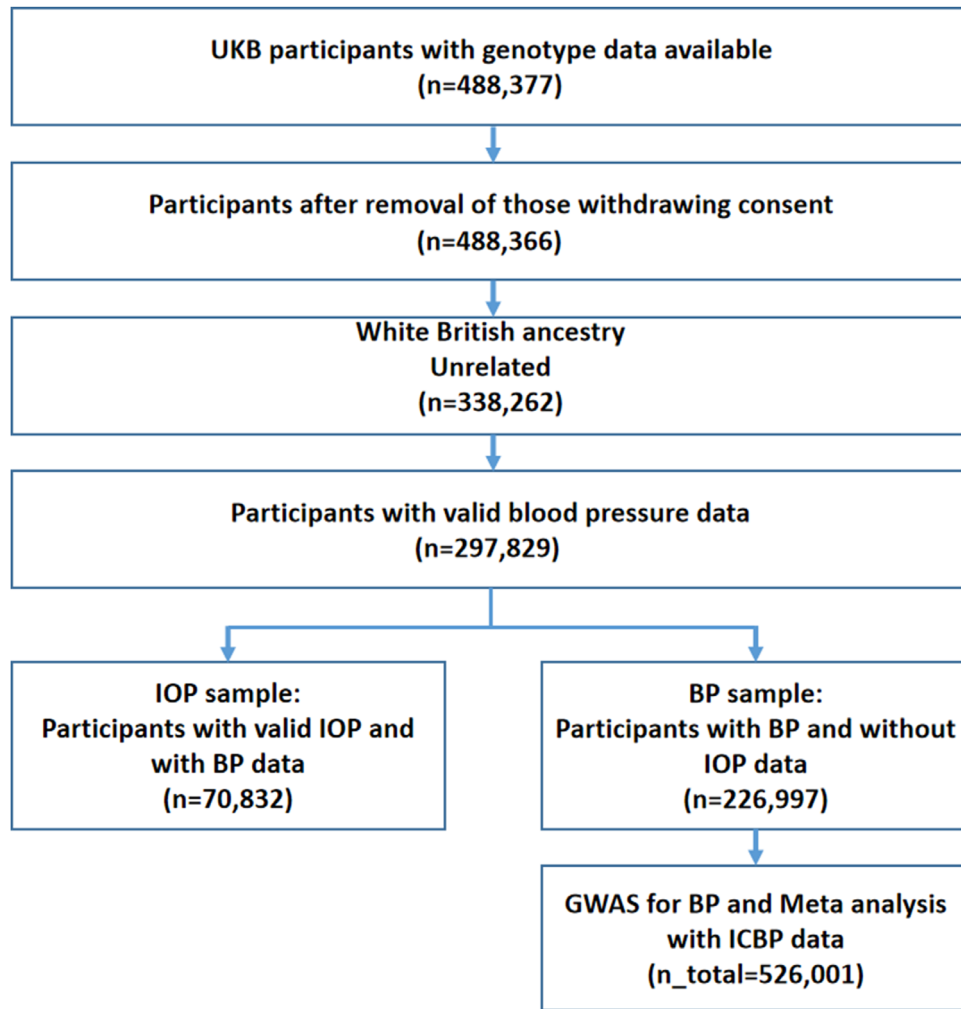 UKB participants with genotype data available
(n=488,377)
Participants after removal of those withdrawing consent
(n=488,366)
White British ancestry
Unrelated
(n=338,262)
Participants with valid blood pressure data
(n=297,829)
IOP sample:
Participants with valid IOP and
with BP data
(n=70,832)
BP sample:
Participants with BP and without
IOP data
(n=226,997)
GWAS for BP and Meta analysis
with ICBP data
(n_total=526,001)